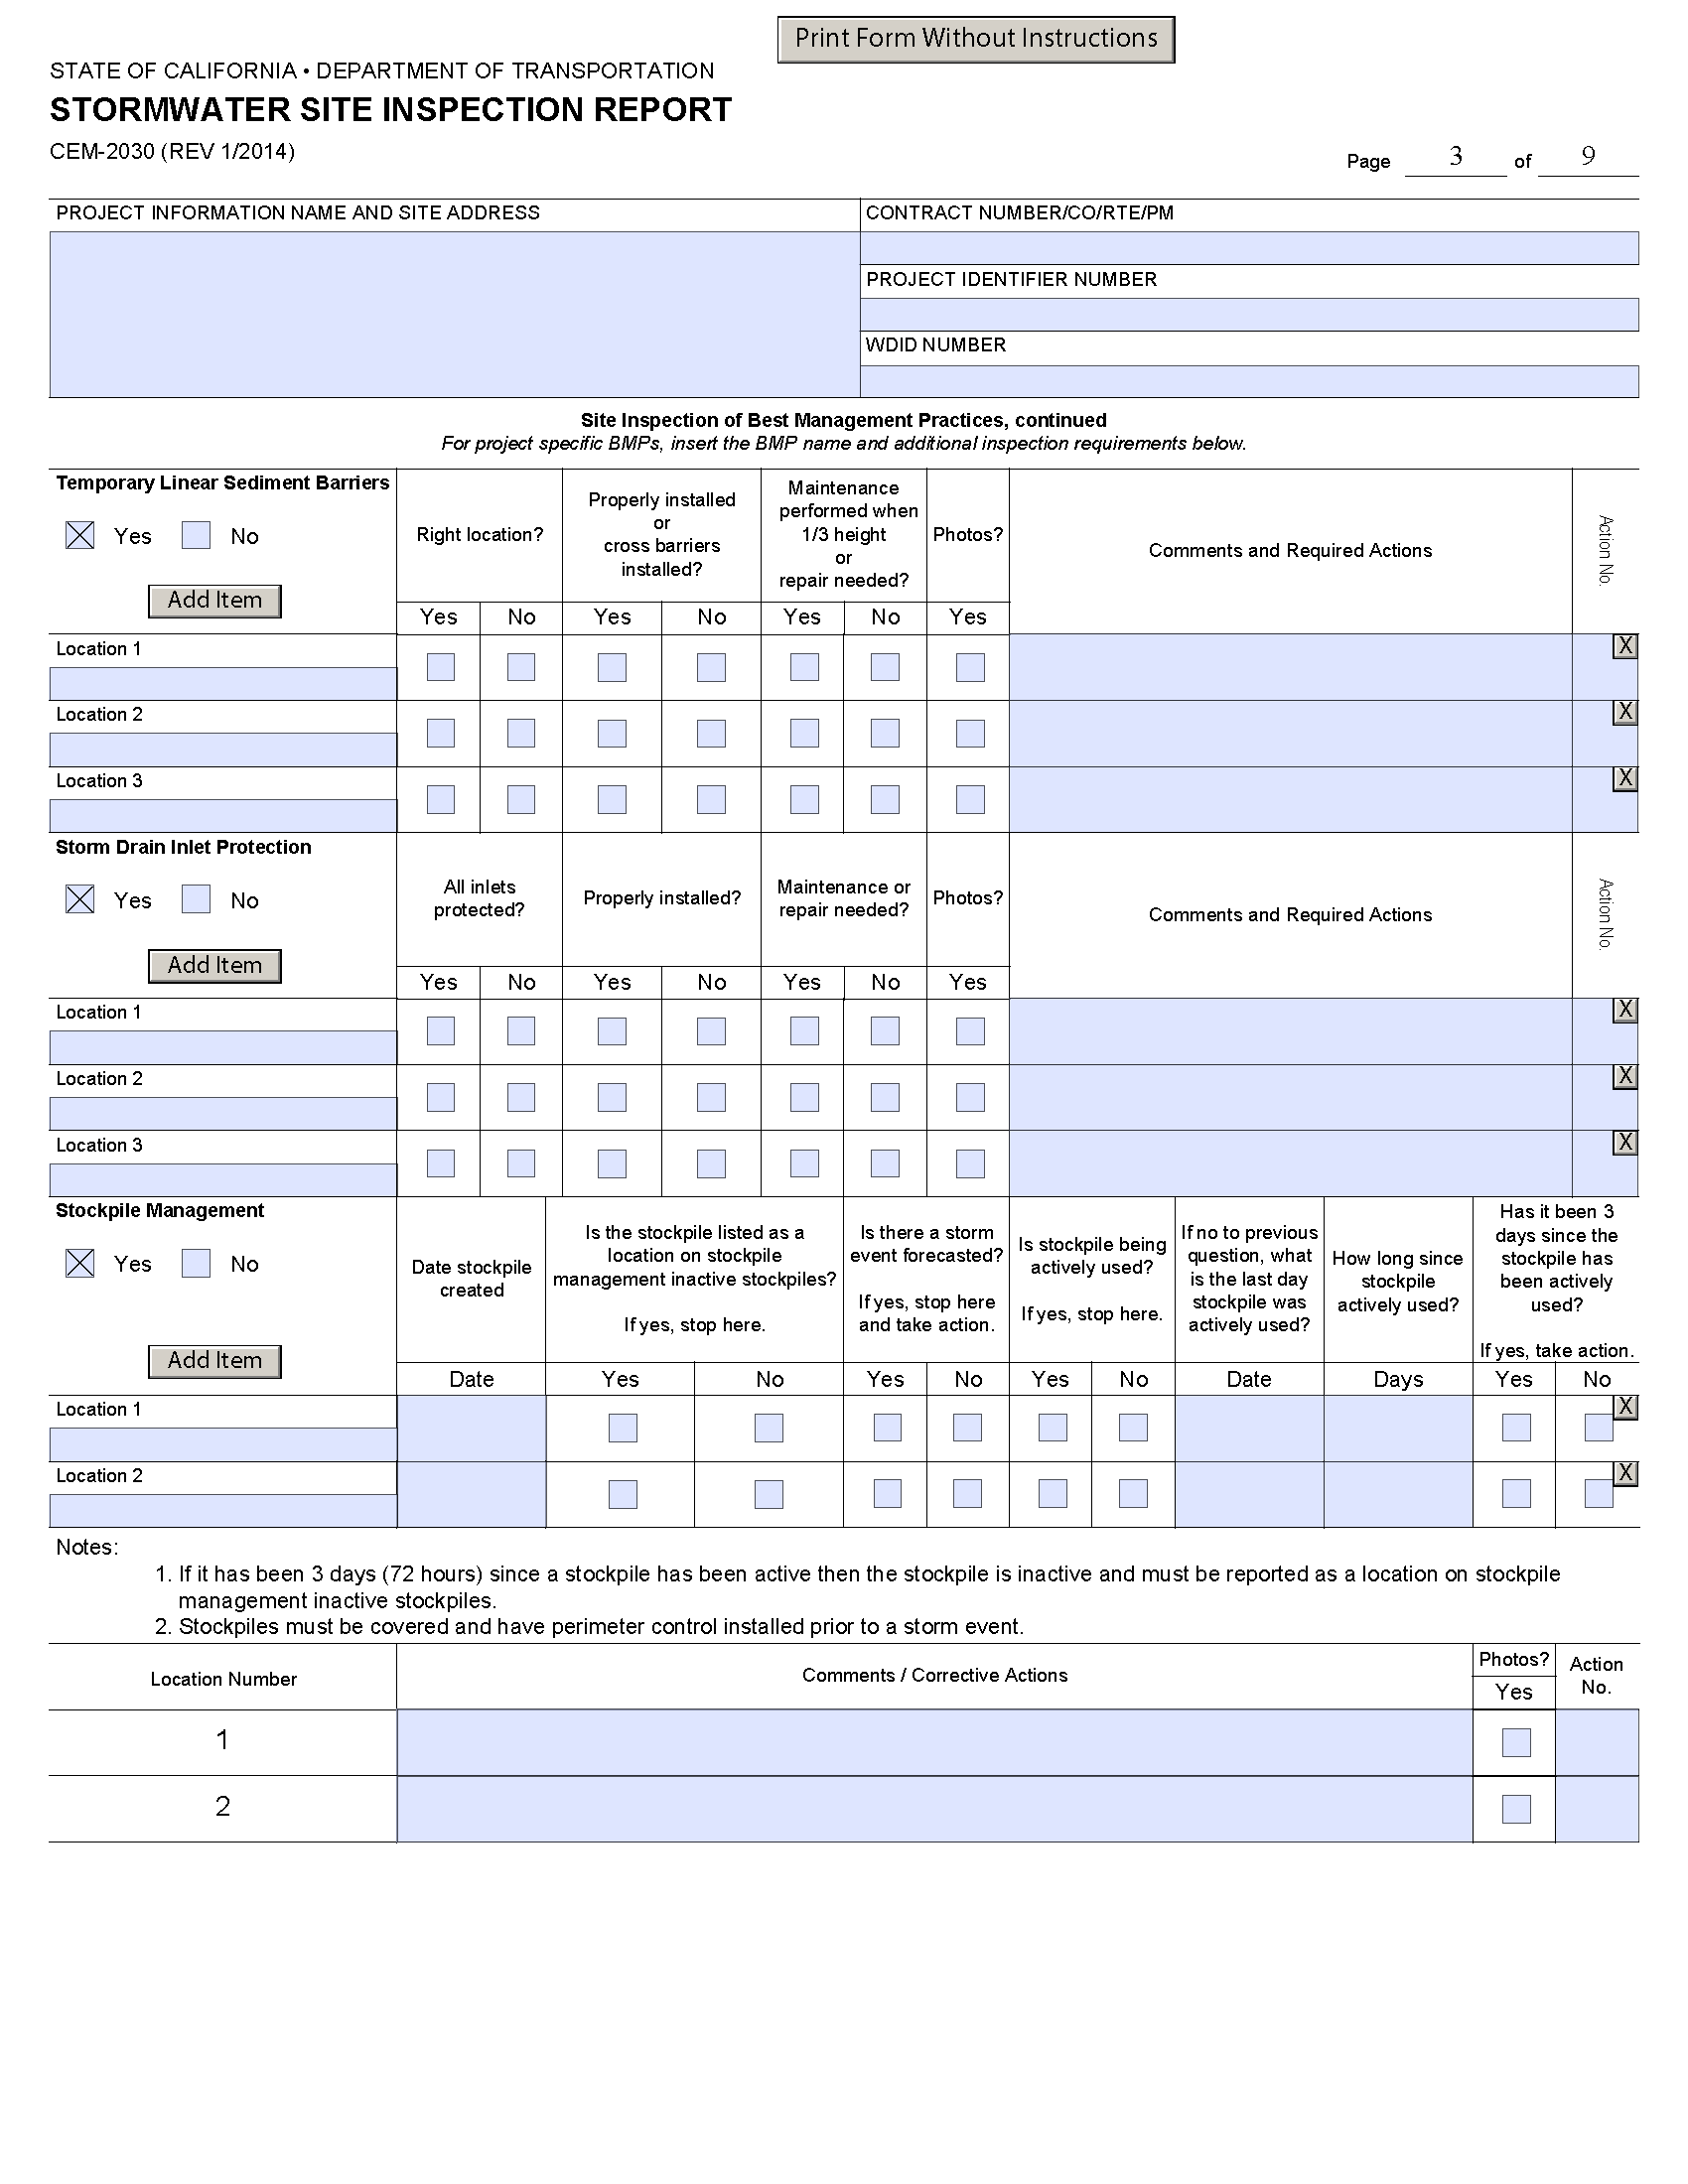 Print Form Without Instructions
STATE OF CALIFORNIA • DEPARTMENT OF TRANSPORTATION
STORMWATER SITE INSPECTION REPORT
CEM-2030 (REV 1/2014)
Page 3 of 9
PROJECT INFORMATION NAME AND SITE ADDRESS
CONTRACT NUMBER/CO/RTE/PM
PROJECT IDENTIFIER NUMBER
WDID NUMBER
Site Inspection of Best Management Practices, continued
For project specific BMPs, insert the BMP name and additional inspection requirements below.
Temporary Linear Sediment Barriers
Yes No
Add Item
Right location?
Properly installed
or
cross barriers
installed?
Maintenance
performed when
1/3 height
or
repair needed?
Photos?
Comments and Required Actions
Action No.
Yes No Yes No Yes No Yes
Location 1
X
Location 2
X
Location 3
X
Storm Drain Inlet Protection
Yes No
Add Item
All inlets
protected?
Properly installed?
Maintenance or
repair needed?
Photos?
Comments and Required Actions
Action No.
Yes No Yes No Yes No Yes
Location 1
X
Location 2
X
Location 3
X
Stockpile Management
Yes No
Add Item
Date stockpile
created
Is the stockpile listed as a
location on stockpile
management inactive stockpiles?
If yes, stop here.
Is there a storm
event forecasted?
If yes, stop here
and take action.
Is stockpile being
actively used?
If yes, stop here.
If no to previous
question, what
is the last day
stockpile was
actively used?
How long since
stockpile
actively used?
Has it been 3
days since the
stockpile has
been actively
used?
If yes, take action.
Date Yes No Yes No Yes No Date Days Yes No
Location 1
X
Location 2
X
Notes:
1. If it has been 3 days (72 hours) since a stockpile has been active then the stockpile is inactive and must be reported as a location on stockpile
management inactive stockpiles.
2. Stockpiles must be covered and have perimeter control installed prior to a storm event.
Location Number
Comments / Corrective Actions
Photos?
Yes
Action
No.
1
2